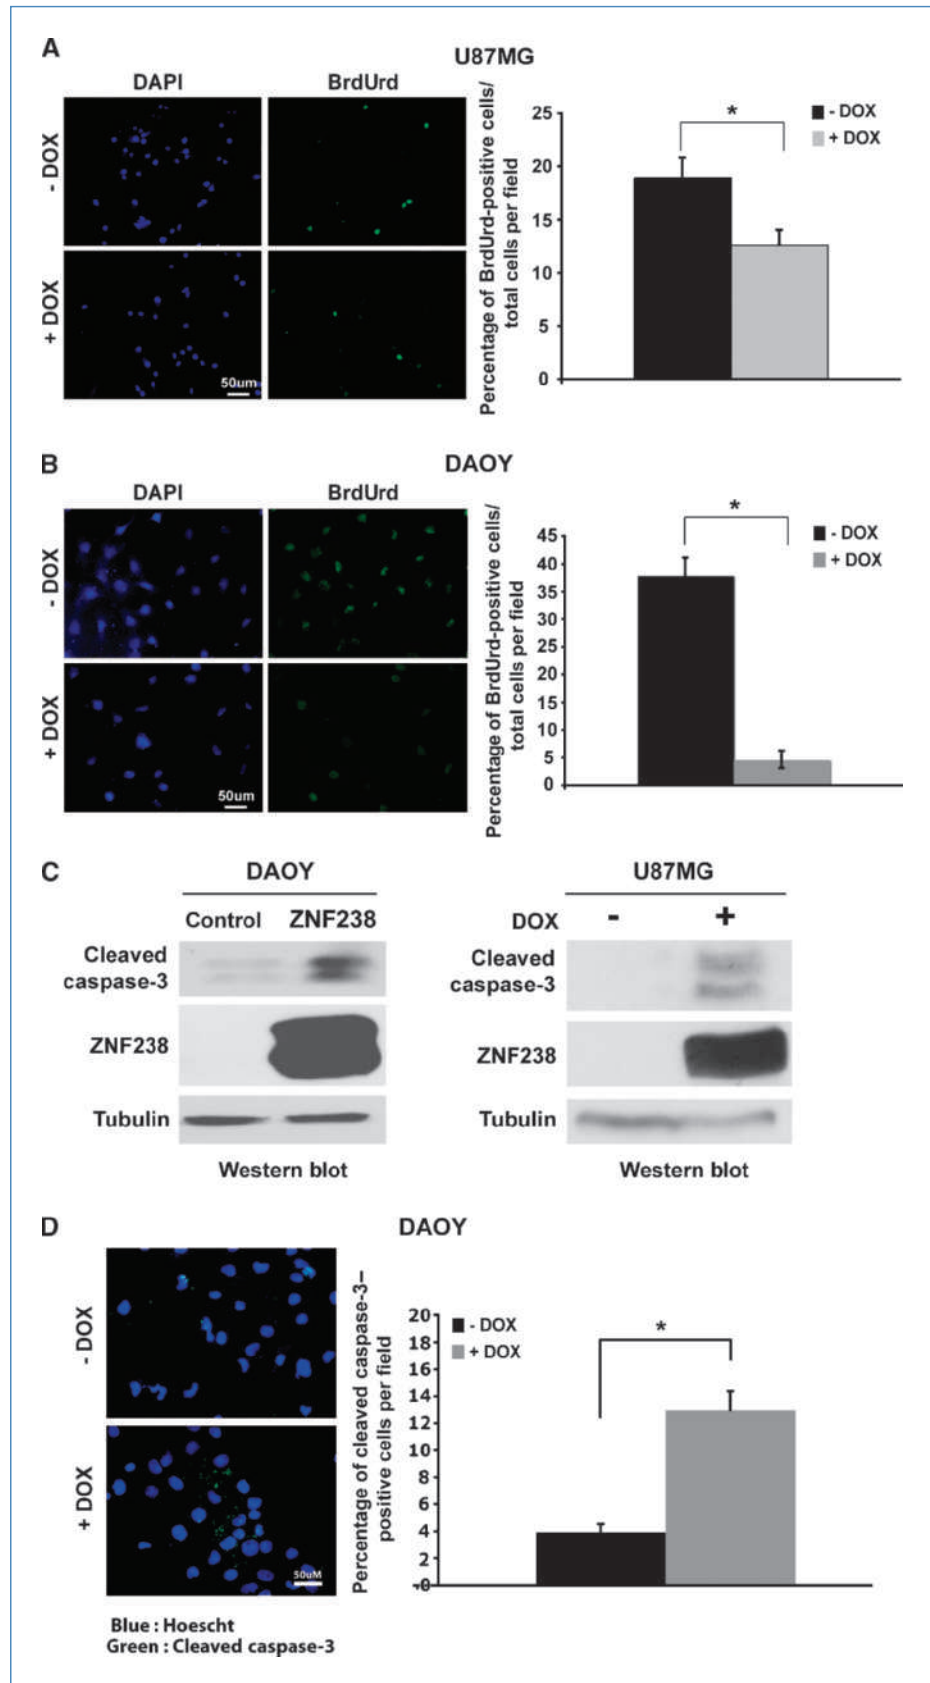 A
U87MG
DAPI
BrdUrd
- DOX
+ DOX
50um
Percentage of BrdUrd-positive cells/
total cells per field
25
20
15
10
5
0
*
- DOX
+ DOX
B
DAOY
DAPI
BrdUrd
- DOX
+ DOX
50um
Percentage of BrdUrd-positive cells/
total cells per field
45
40
35
30
25
20
15
10
5
0
*
- DOX
+ DOX
C
DAOY
Control ZNF238
Cleaved
caspase-3
ZNF238
Tubulin
Western blot
U87MG
DOX - +
Cleaved
caspase-3
ZNF238
Tubulin
Western blot
D
DAOY
- DOX
+ DOX
50uM
Blue : Hoescht
Green : Cleaved caspase-3
Percentage of cleaved caspase-3–
positive cells per field
20
18
16
14
12
10
8
6
4
2
-0
*
- DOX
+ DOX